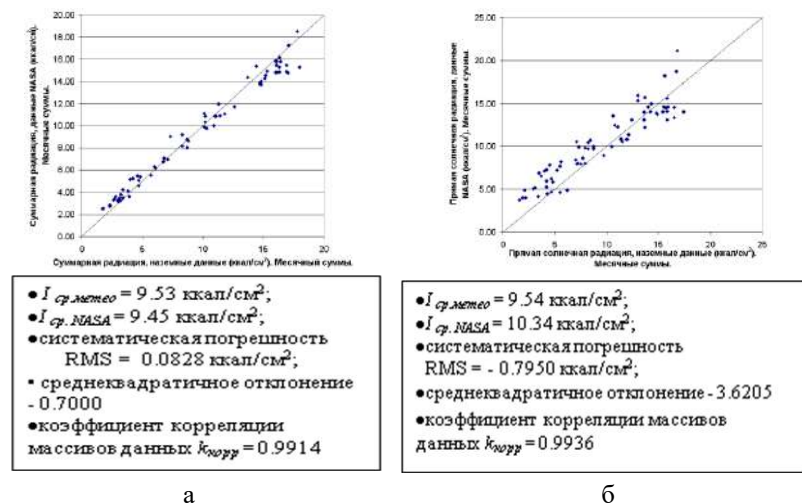 Суммарная радиация, данные NASA (ккал/см²).
Месячные суммы.
20.00
18.00
16.00
14.00
12.00
10.00
8.00
6.00
4.00
2.00
0.00
0
5
10
15
20
Суммарная радиация, наземные данные (ккал/см²). Месячный суммы.
Прямая солнечная радиация, данные
NASA (ккал/см²). Месячные суммы.
25.00
20.00
15.00
10.00
5.00
0.00
0
5
10
15
20
25
Прямая солнечная радиация, наземные данные (ккал/см²).
Месячные суммы.
●I ср.метео = 9.53 ккал/см²;
●I ср. NASA = 9.45 ккал/см²;
●систематическая погрешность
RMS = 0.0828 ккал/см²;
▪ среднеквадратичное отклонение
- 0.7000
●коэффициент корреляции
массивов данных kкорр = 0.9914
●I ср.метео = 9.54 ккал/см²;
●I ср. NASA = 10.34 ккал/см²;
●систематическая погрешность
RMS = - 0.7950 ккал/см²;
●среднеквадратичное отклонение - 3.6205
●коэффициент корреляции массивов
данных kкорр = 0.9936
а
б